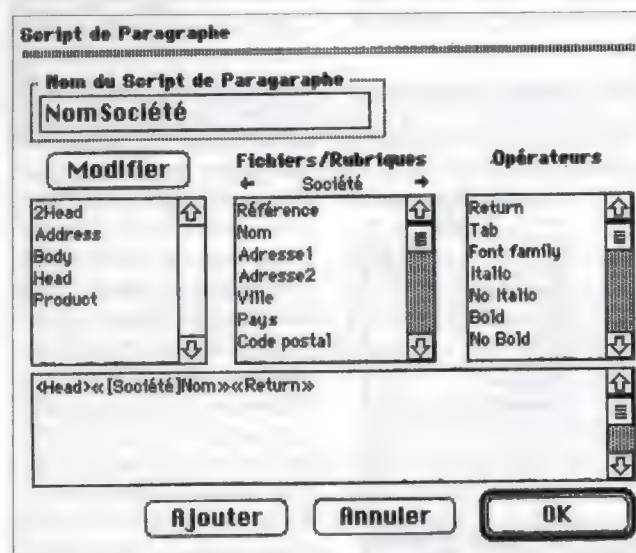 Script de Paragraphe
Nom du Script de Paragaraphe
NomSociété
Modifier
Fichiers/Rubriques
Société
Opérateurs
2Head
Address
Body
Head
Product
Référence
Nom
Adresse1
Adresse2
Ville
Pays
Code postal
Return
Tab
Font family
Italic
No Italic
Bold
No Bold
<Head>«[Société]Nom»«Return»
Ajouter
Annuler
OK